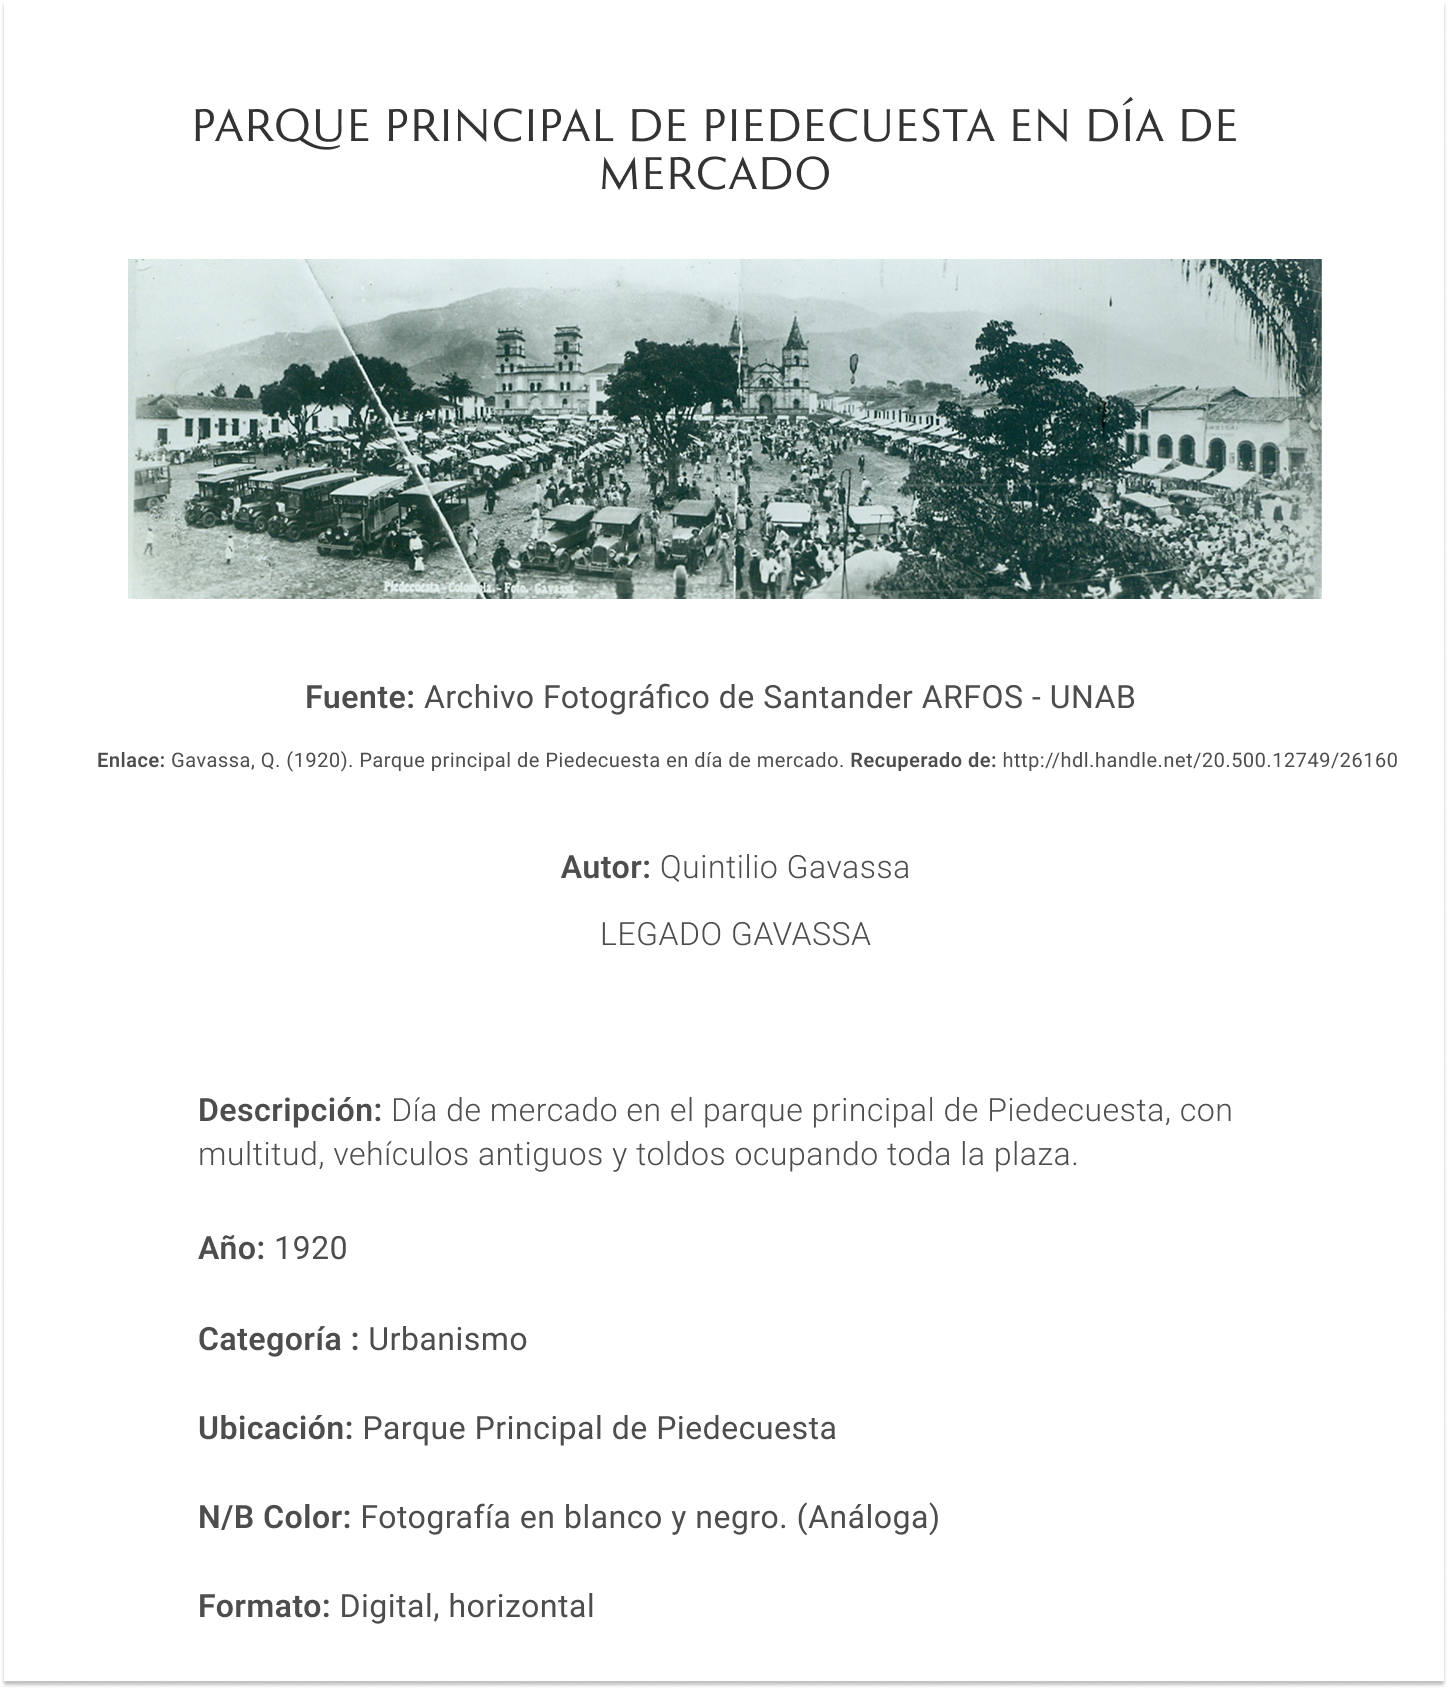 PARQUE PRINCIPAL DE PIEDECUESTA EN DÍA DE
MERCADO
Piedecuesta - Colombia. - Foto. Gavassa.
Fuente: Archivo Fotográfico de Santander ARFOS - UNAB
Enlace: Gavassa, Q. (1920). Parque principal de Piedecuesta en día de mercado. Recuperado de: http://hdl.handle.net/20.500.12749/26160
Autor: Quintilio Gavassa
LEGADO GAVASSA
Descripción: Día de mercado en el parque principal de Piedecuesta, con
multitud, vehículos antiguos y toldos ocupando toda la plaza.
Año: 1920
Categoría : Urbanismo
Ubicación: Parque Principal de Piedecuesta
N/B Color: Fotografía en blanco y negro. (Análoga)
Formato: Digital, horizontal